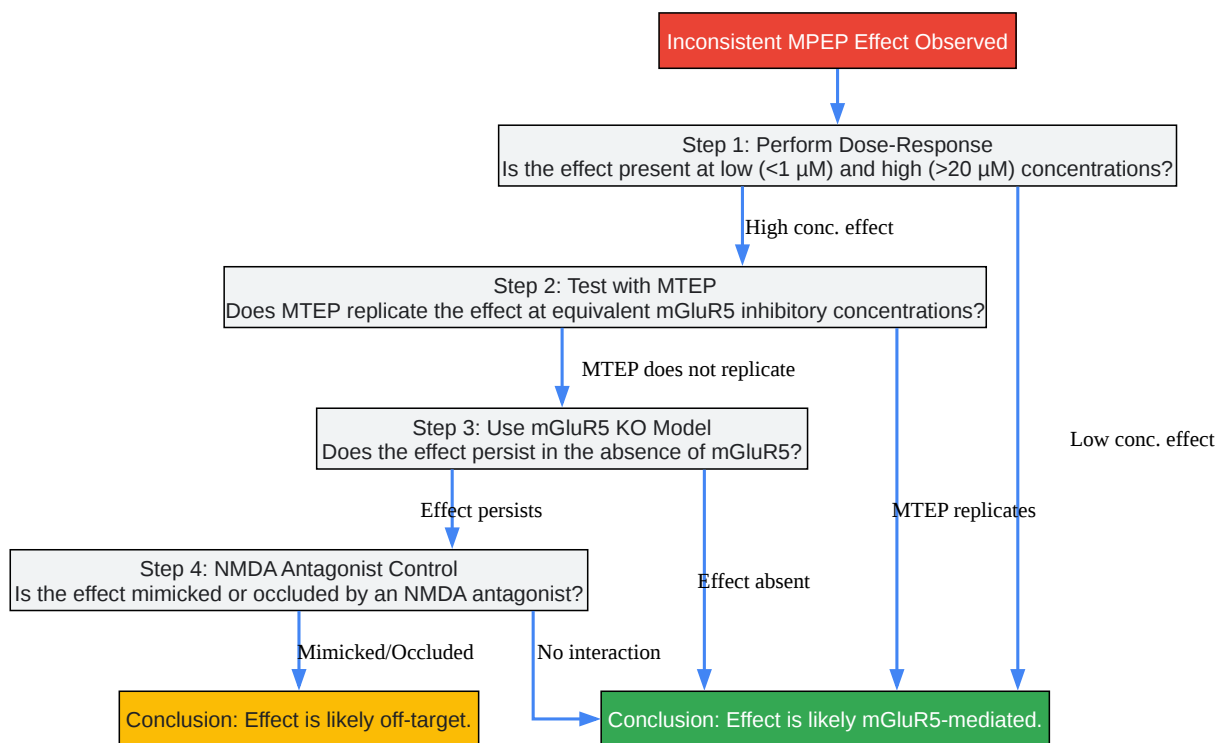 Inconsistent MPEP Effect Observed
Step 1: Perform Dose-Response
Is the effect present at low (<1 µM) and high (>20 µM) concentrations?
High conc. effect
Step 2: Test with MTEP
Does MTEP replicate the effect at equivalent mGluR5 inhibitory concentrations?
MTEP does not replicate
Step 3: Use mGluR5 KO Model
Does the effect persist in the absence of mGluR5?
Low conc. effect
Effect persists
MTEP replicates
Step 4: NMDA Antagonist Control
Is the effect mimicked or occluded by an NMDA antagonist?
Effect absent
Mimicked/Occluded
No interaction
Conclusion: Effect is likely off-target.
Conclusion: Effect is likely mGluR5-mediated.